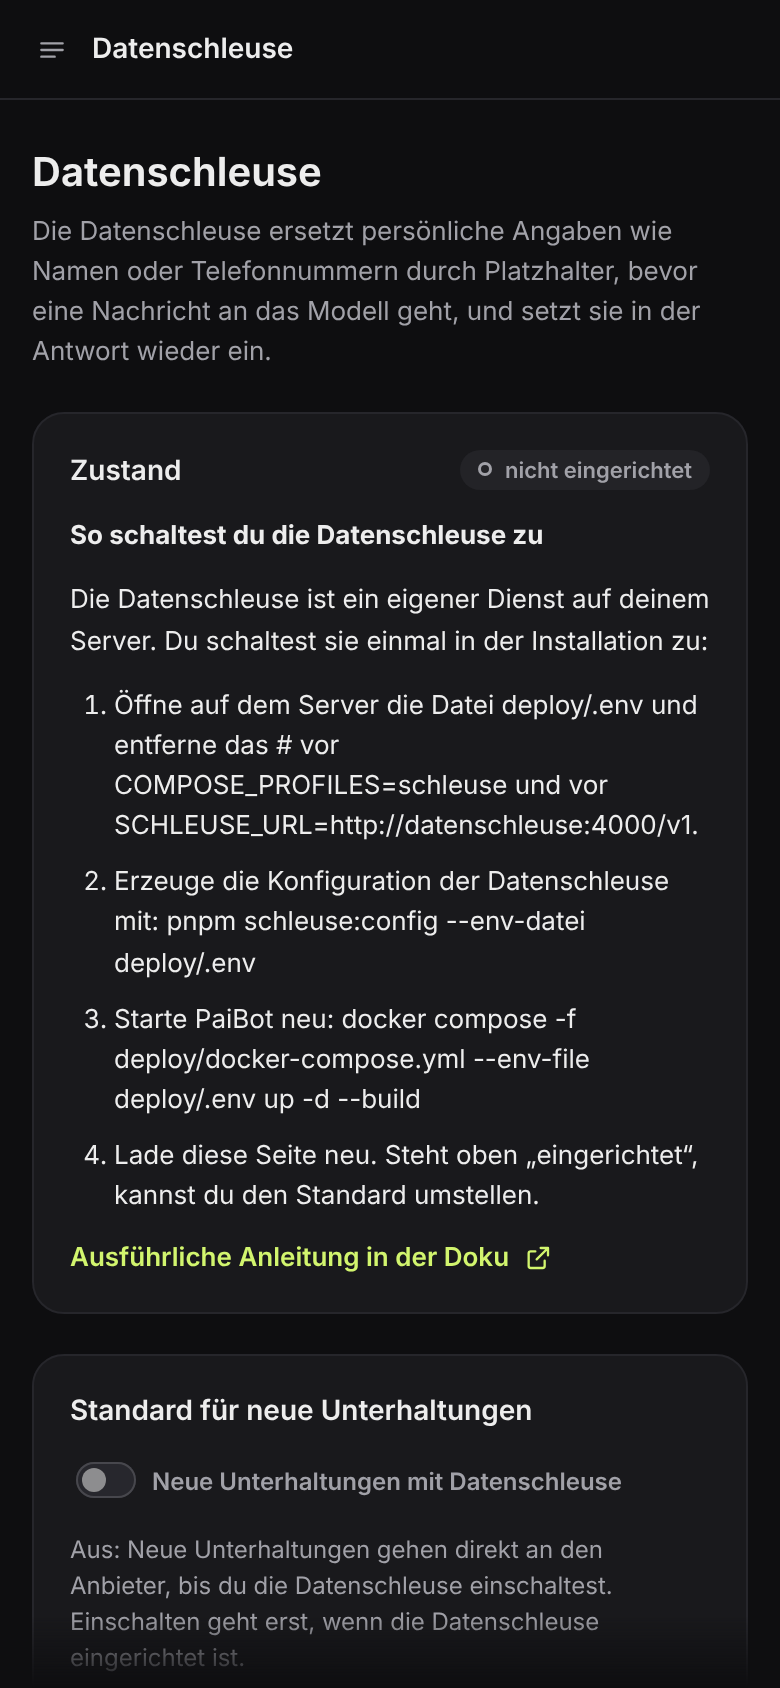 Datenschleuse
Datenschleuse
Die Datenschleuse ersetzt persönliche Angaben wie
Namen oder Telefonnummern durch Platzhalter, bevor
eine Nachricht an das Modell geht, und setzt sie in der
Antwort wieder ein.
Zustand
nicht eingerichtet
So schaltest du die Datenschleuse zu
Die Datenschleuse ist ein eigener Dienst auf deinem
Server. Du schaltest sie einmal in der Installation zu:
1. Öffne auf dem Server die Datei deploy/.env und
entferne das # vor
COMPOSE_PROFILES=schleuse und vor
SCHLEUSE_URL=http://datenschleuse:4000/v1.
2. Erzeuge die Konfiguration der Datenschleuse
mit: pnpm schleuse:config --env-datei
deploy/.env
3. Starte PaiBot neu: docker compose -f
deploy/docker-compose.yml --env-file
deploy/.env up -d --build
4. Lade diese Seite neu. Steht oben „eingerichtet“,
kannst du den Standard umstellen.
Ausführliche Anleitung in der Doku
Standard für neue Unterhaltungen
Neue Unterhaltungen mit Datenschleuse
Aus: Neue Unterhaltungen gehen direkt an den
Anbieter, bis du die Datenschleuse einschaltest.
Einschalten geht erst, wenn die Datenschleuse
eingerichtet ist.